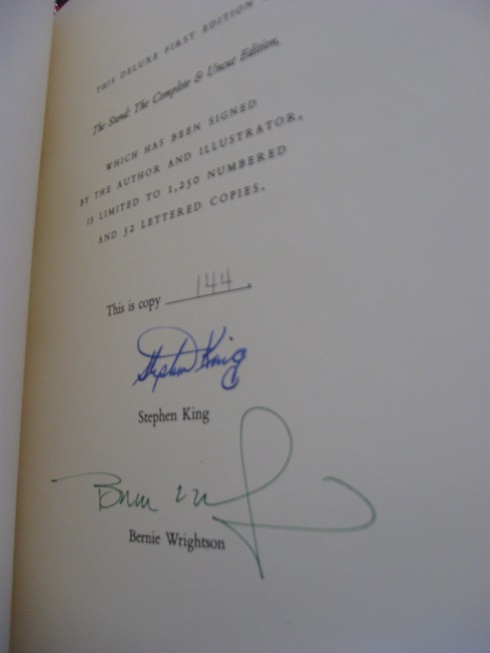 THIS DELUXE FIRST EDITION
The Stand: The Complete & Uncut Edition,
WHICH HAS BEEN SIGNED
BY THE AUTHOR AND ILLUSTRATOR,
IS LIMITED TO 1,250 NUMBERED
AND 52 LETTERED COPIES.
This is copy 144.
Stephen King
Stephen King
Bernie Wrightson